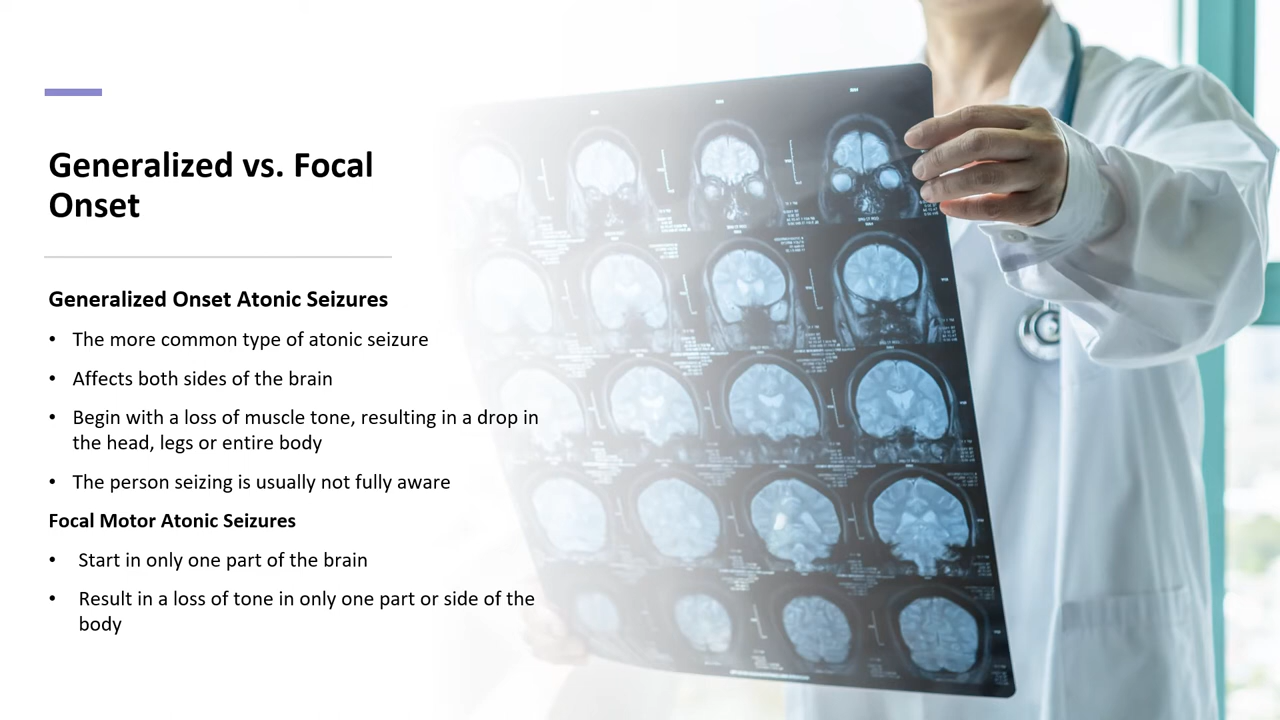 Generalized vs. Focal
Onset
Generalized Onset Atonic Seizures
• The more common type of atonic seizure
• Affects both sides of the brain
• Begin with a loss of muscle tone, resulting in a drop in
the head, legs or entire body
• The person seizing is usually not fully aware
Focal Motor Atonic Seizures
• Start in only one part of the brain
• Result in a loss of tone in only one part or side of the
body